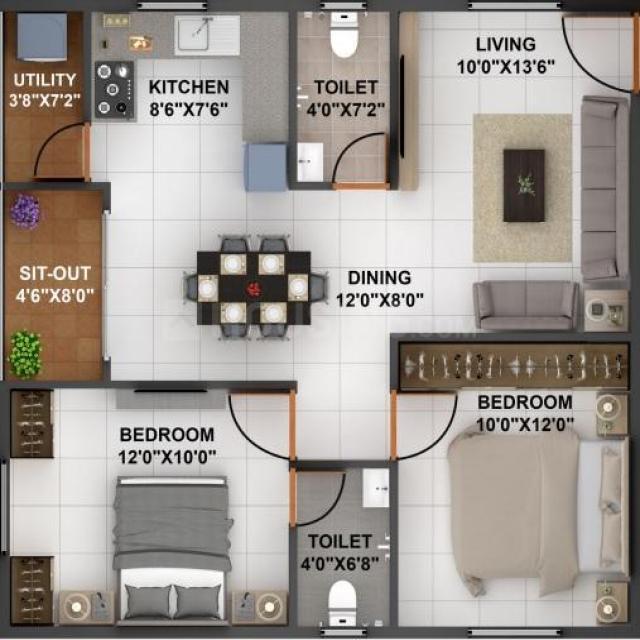 UTILITY
3'8"X7'2"
KITCHEN
8'6"X7'6"
TOILET
4'0"X7'2"
LIVING
10'0"X13'6"
SIT-OUT
4'6"X8'0"
DINING
12'0"X8'0"
BEDROOM
12'0"X10'0"
BEDROOM
10'0"X12'0"
TOILET
4'0"X6'8"